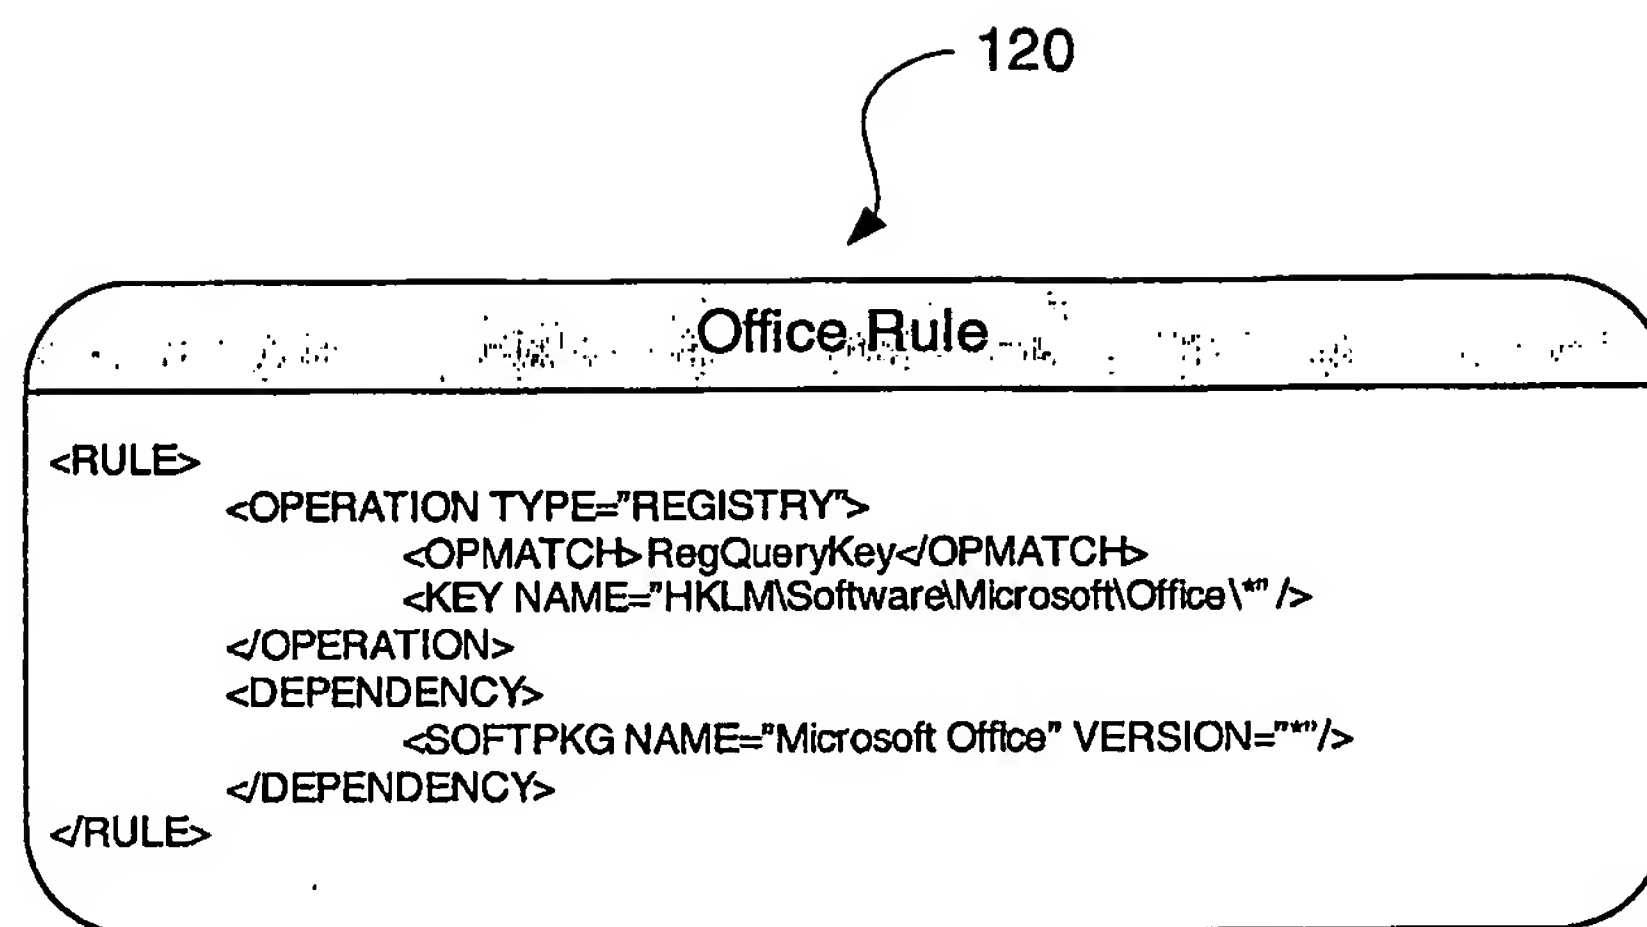 120
Office Rule
<RULE>
<OPERATION TYPE="REGISTRY">
<OPMATCH>RegQueryKey</OPMATCH>
<KEY NAME="HKLM\Software\Microsoft\Office\*" />
</OPERATION>
<DEPENDENCY>
<SOFTPKG NAME="Microsoft Office" VERSION="*"/>
</DEPENDENCY>
</RULE>